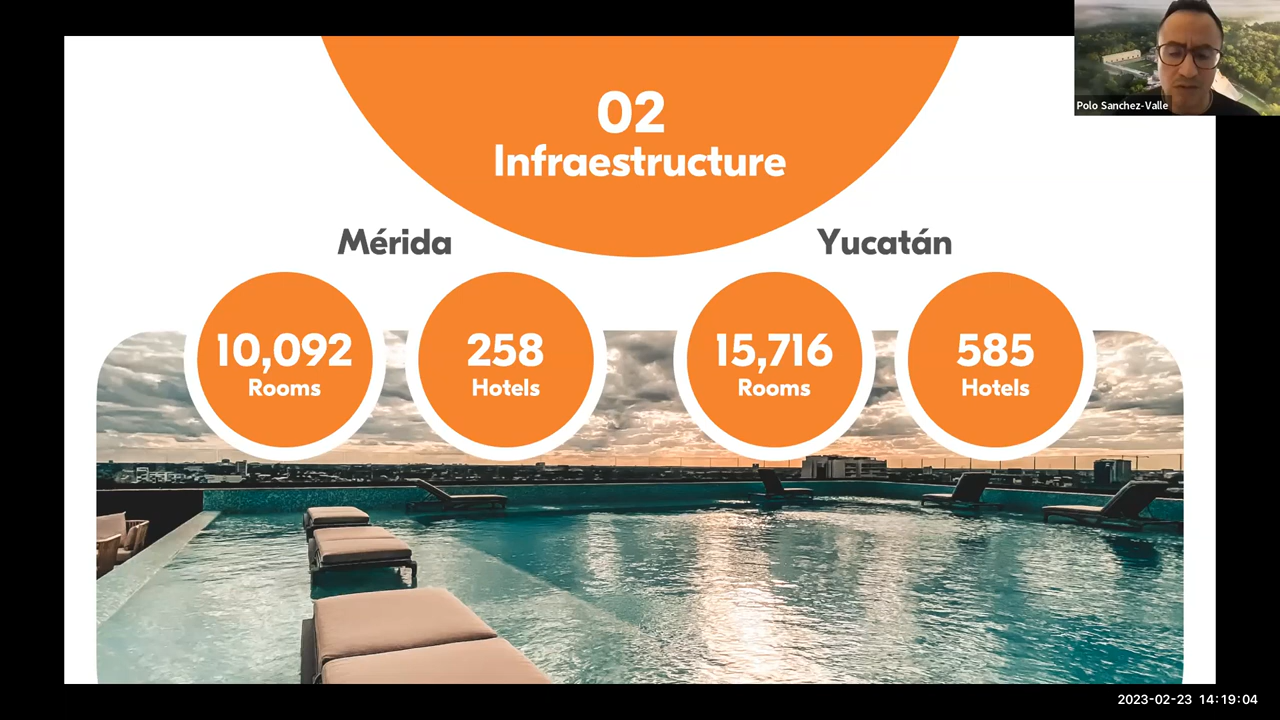 02
Infraestructure
Mérida
Yucatán
10,092
Rooms
258
Hotels
15,716
Rooms
585
Hotels
Polo Sanchez-Valle
2023-02-23 14:19:04